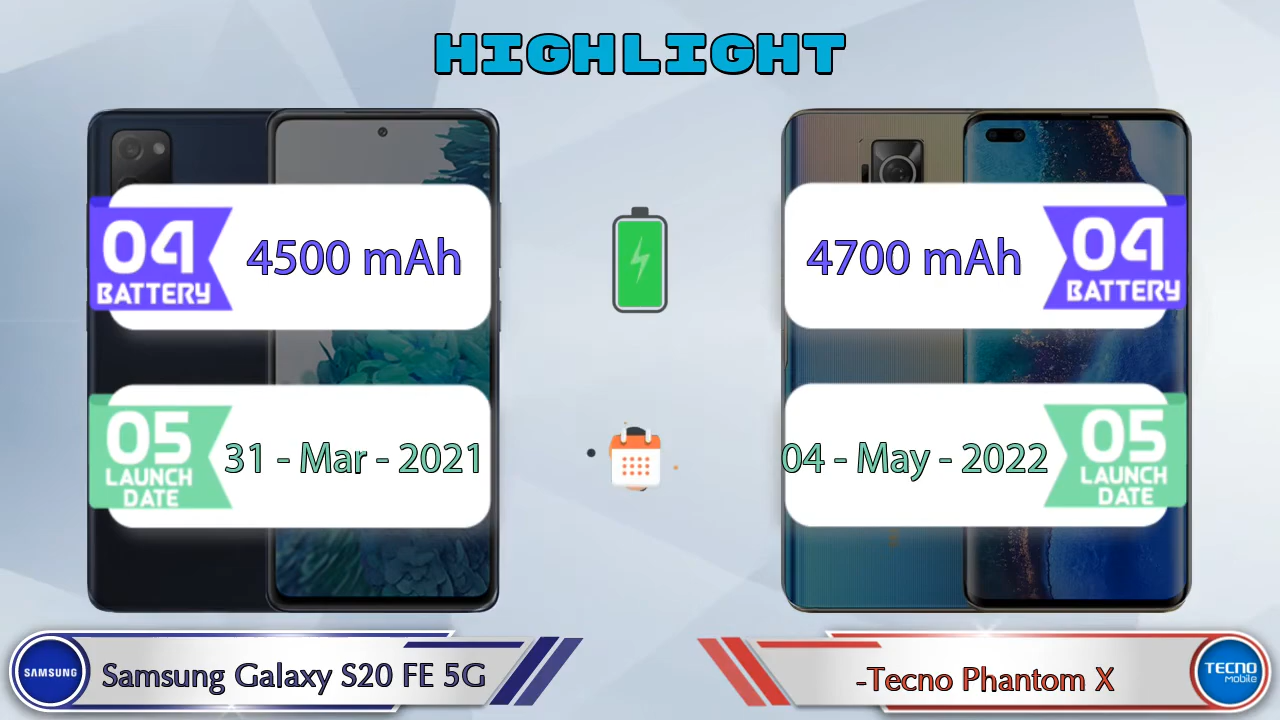 HIGHLIGHT
04
BATTERY
4500 mAh
4700 mAh
04
BATTERY
05
LAUNCH
DATE
31 - Mar - 2021
04 - May - 2022
05
LAUNCH
DATE
SAMSUNG
Samsung Galaxy S20 FE 5G
-Tecno Phantom X
TECNO
Mobile